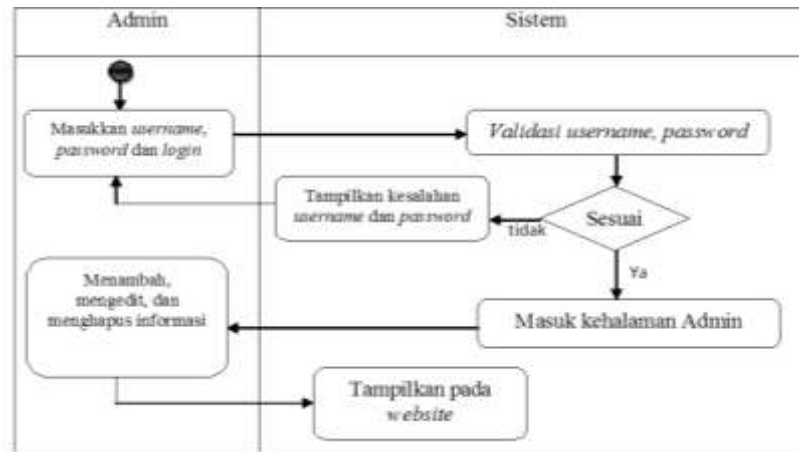 Admin
Sistem
Masukkan username,
password dan login
Validasi username, password
Tampilkan kesalahan
username dan password
Sesuai
tidak
Ya
Menambah,
mengedit, dan
menghapus informasi
Masuk kehalaman Admin
Tampilkan pada
website